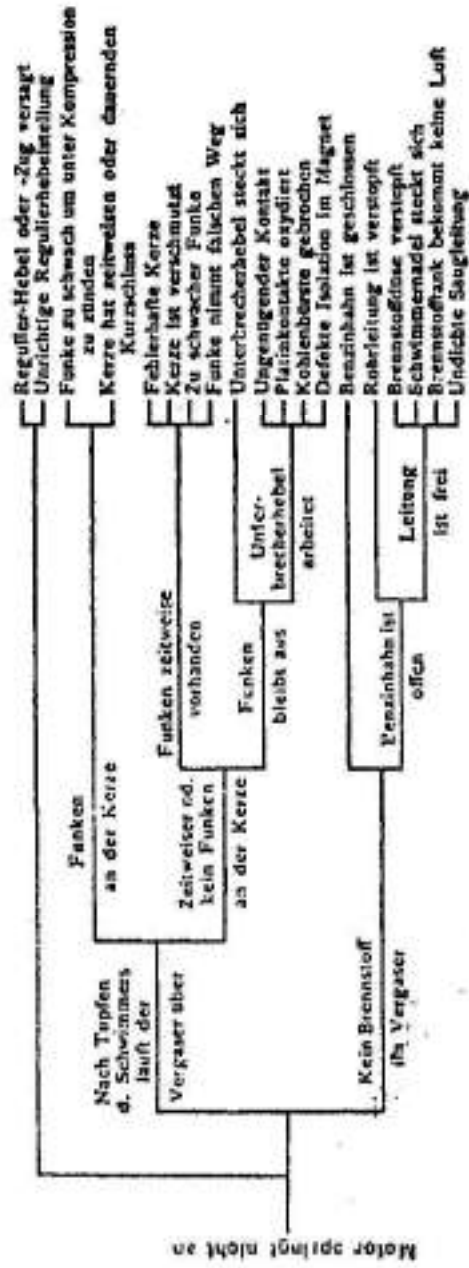 Motor springt nicht an
Nach Tupfen
d. Schwimmers
läuft der
Vergaser über
Kein Brennstoff
im Vergaser
Funken
an der Kerze
Zeitweiser od.
kein Funken
an der Kerze
Funken zeitweise
vorhanden
Funken
bleibt aus
Unter-
brecherhebel
arbeitet
Benzinhahn ist
offen
Leitung
ist frei
Regulier-Hebel oder -Zug versagt
Unrichtige Regulierhebelstellung
Funke zu schwach um unter Kompression
zu zünden
Kerze hat zeitweisen oder dauernden
Kurzschluss
Fehlerhafte Kerze
Kerze ist verschmutzt
Zu schwacher Funke
Funke nimmt falschen Weg
Unterbrecherhebel steckt sich
Ungenügender Kontakt
Platinkontakte oxydiert
Kohlenbürste gebrochen
Defekte Isolation im Magnet
Benzinhahn ist geschlossen
Rohrleitung ist verstopft
Brennstoffdüse verstopft
Schwimmernadel steckt sich
Brennstofftank bekommt keine Luft
Undichte Saugleitung